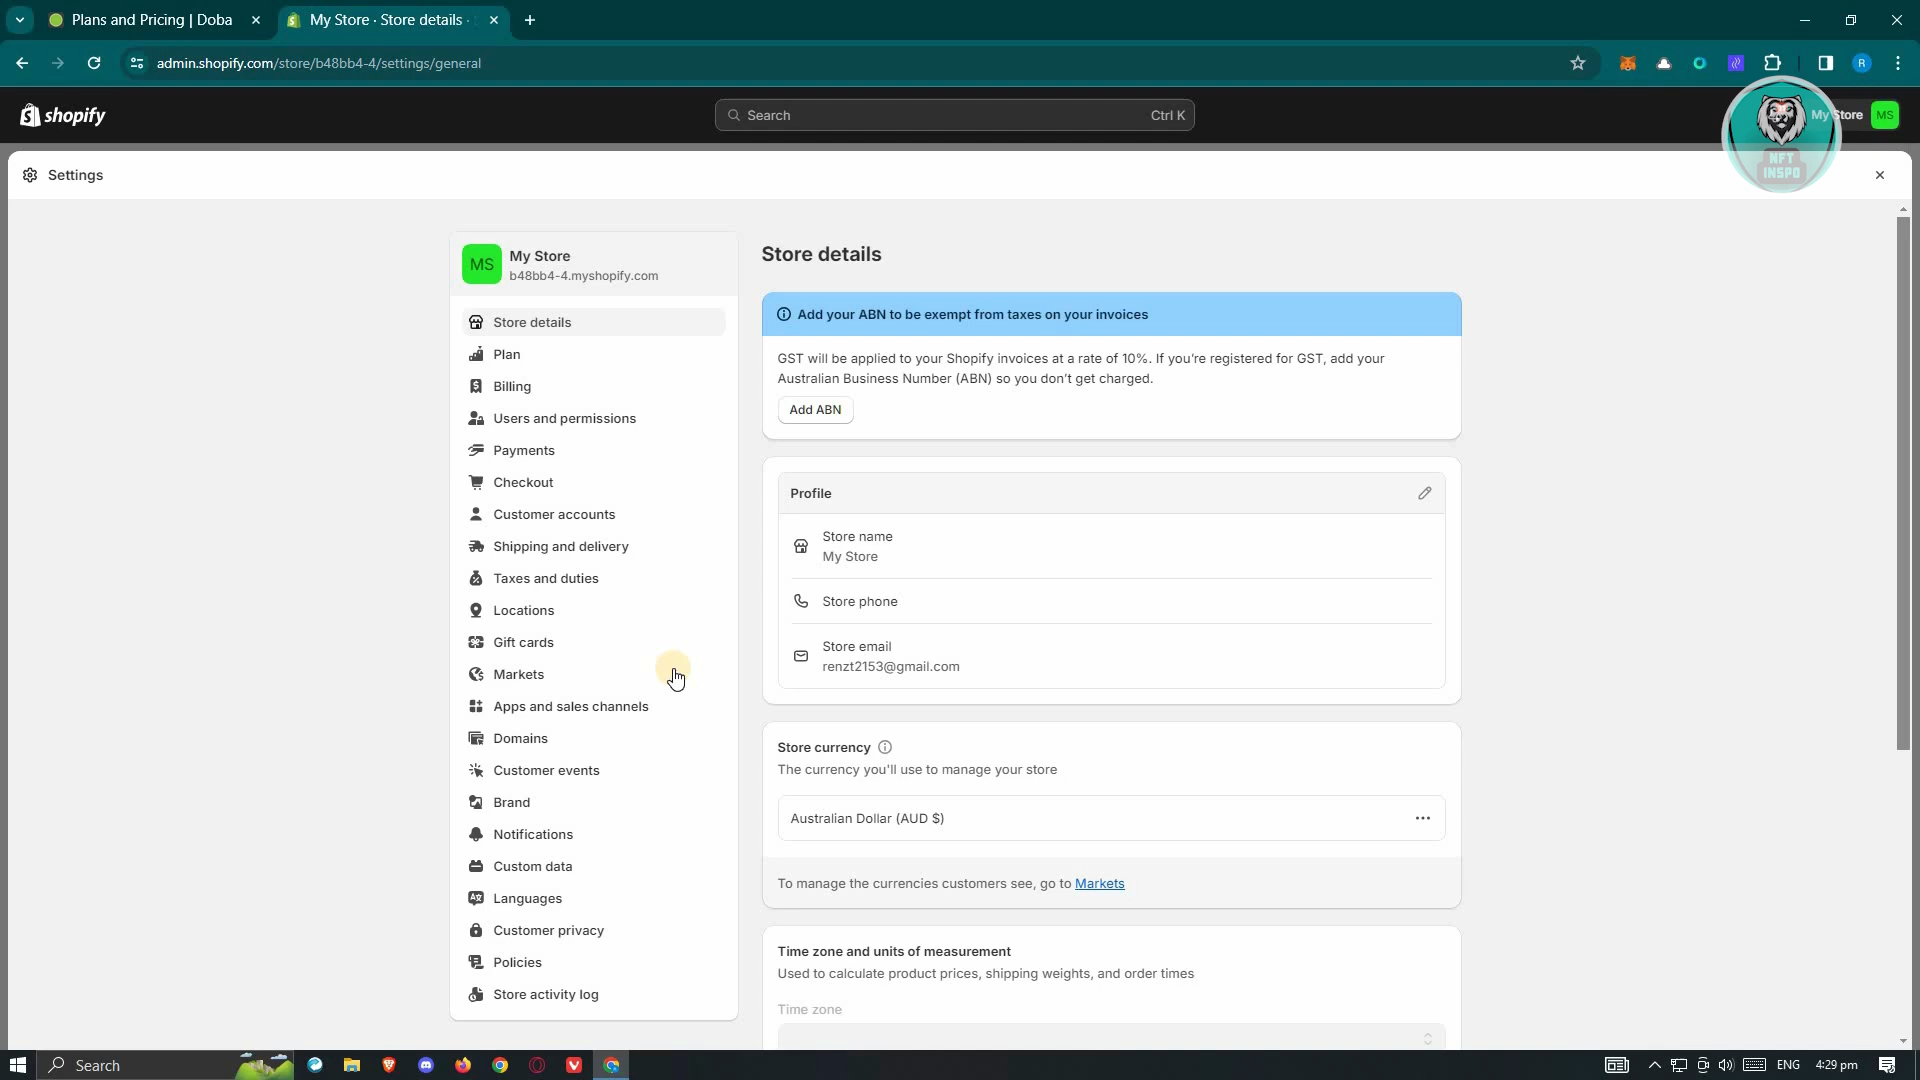 Plans and Pricing | Doba
My Store · Store details ·
admin.shopify.com/store/b48bb4-4/settings/general
R
shopify
Search
Ctrl K
My Store
MS
NFT
INSPO
Settings
MS
My Store
b48bb4-4.myshopify.com
Store details
Plan
Billing
Users and permissions
Payments
Checkout
Customer accounts
Shipping and delivery
Taxes and duties
Locations
Gift cards
Markets
Apps and sales channels
Domains
Customer events
Brand
Notifications
Custom data
Languages
Customer privacy
Policies
Store activity log
Store details
Add your ABN to be exempt from taxes on your invoices
GST will be applied to your Shopify invoices at a rate of 10%. If you're registered for GST, add your
Australian Business Number (ABN) so you don't get charged.
Add ABN
Profile
Store name
My Store
Store phone
Store email
renzt2153@gmail.com
Store currency
The currency you'll use to manage your store
Australian Dollar (AUD $)
To manage the currencies customers see, go to Markets
Time zone and units of measurement
Used to calculate product prices, shipping weights, and order times
Time zone
Search
ENG
4:29 pm